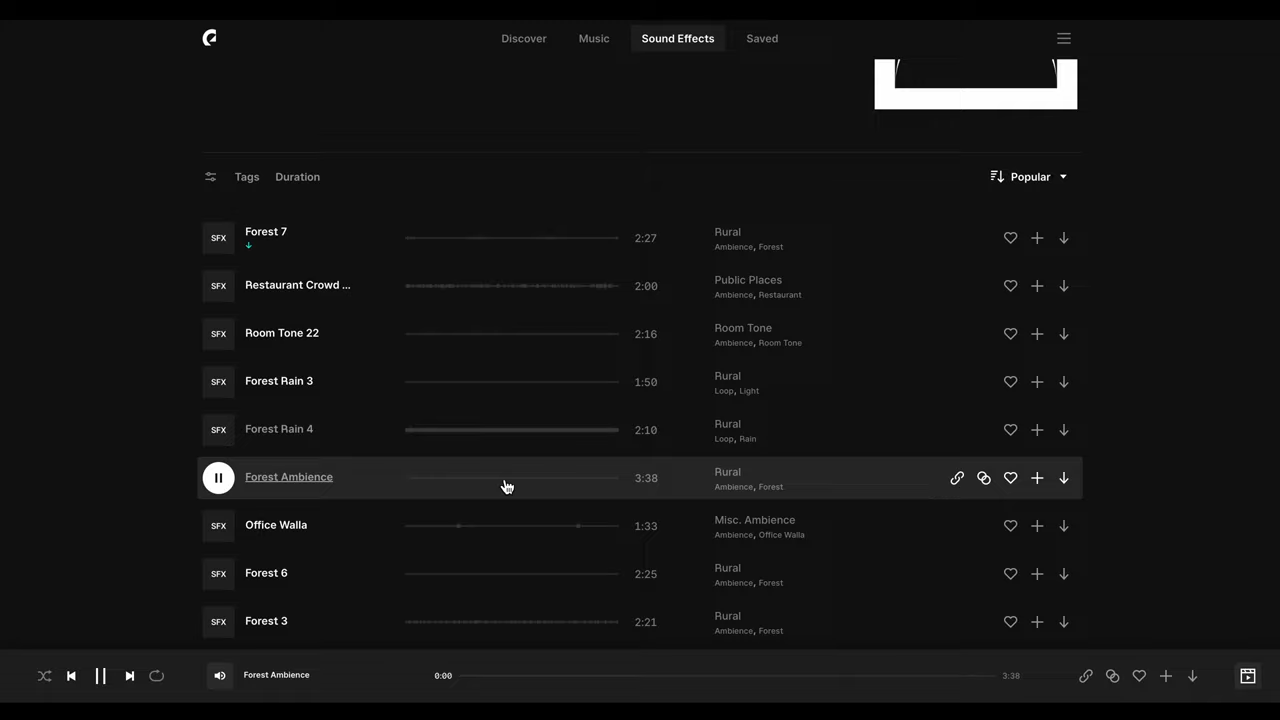 Discover Music Sound Effects Saved
Tags Duration Popular
SFX Forest 7 2:27 Rural
Ambience, Forest
SFX Restaurant Crowd ... 2:00 Public Places
Ambience, Restaurant
SFX Room Tone 22 2:16 Room Tone
Ambience, Room Tone
SFX Forest Rain 3 1:50 Rural
Loop, Light
SFX Forest Rain 4 2:10 Rural
Loop, Rain
Forest Ambience 3:38 Rural
Ambience, Forest
SFX Office Walla 1:33 Misc. Ambience
Ambience, Office Walla
SFX Forest 6 2:25 Rural
Ambience, Forest
SFX Forest 3 2:21 Rural
Ambience, Forest
Forest Ambience 0:00 3:38